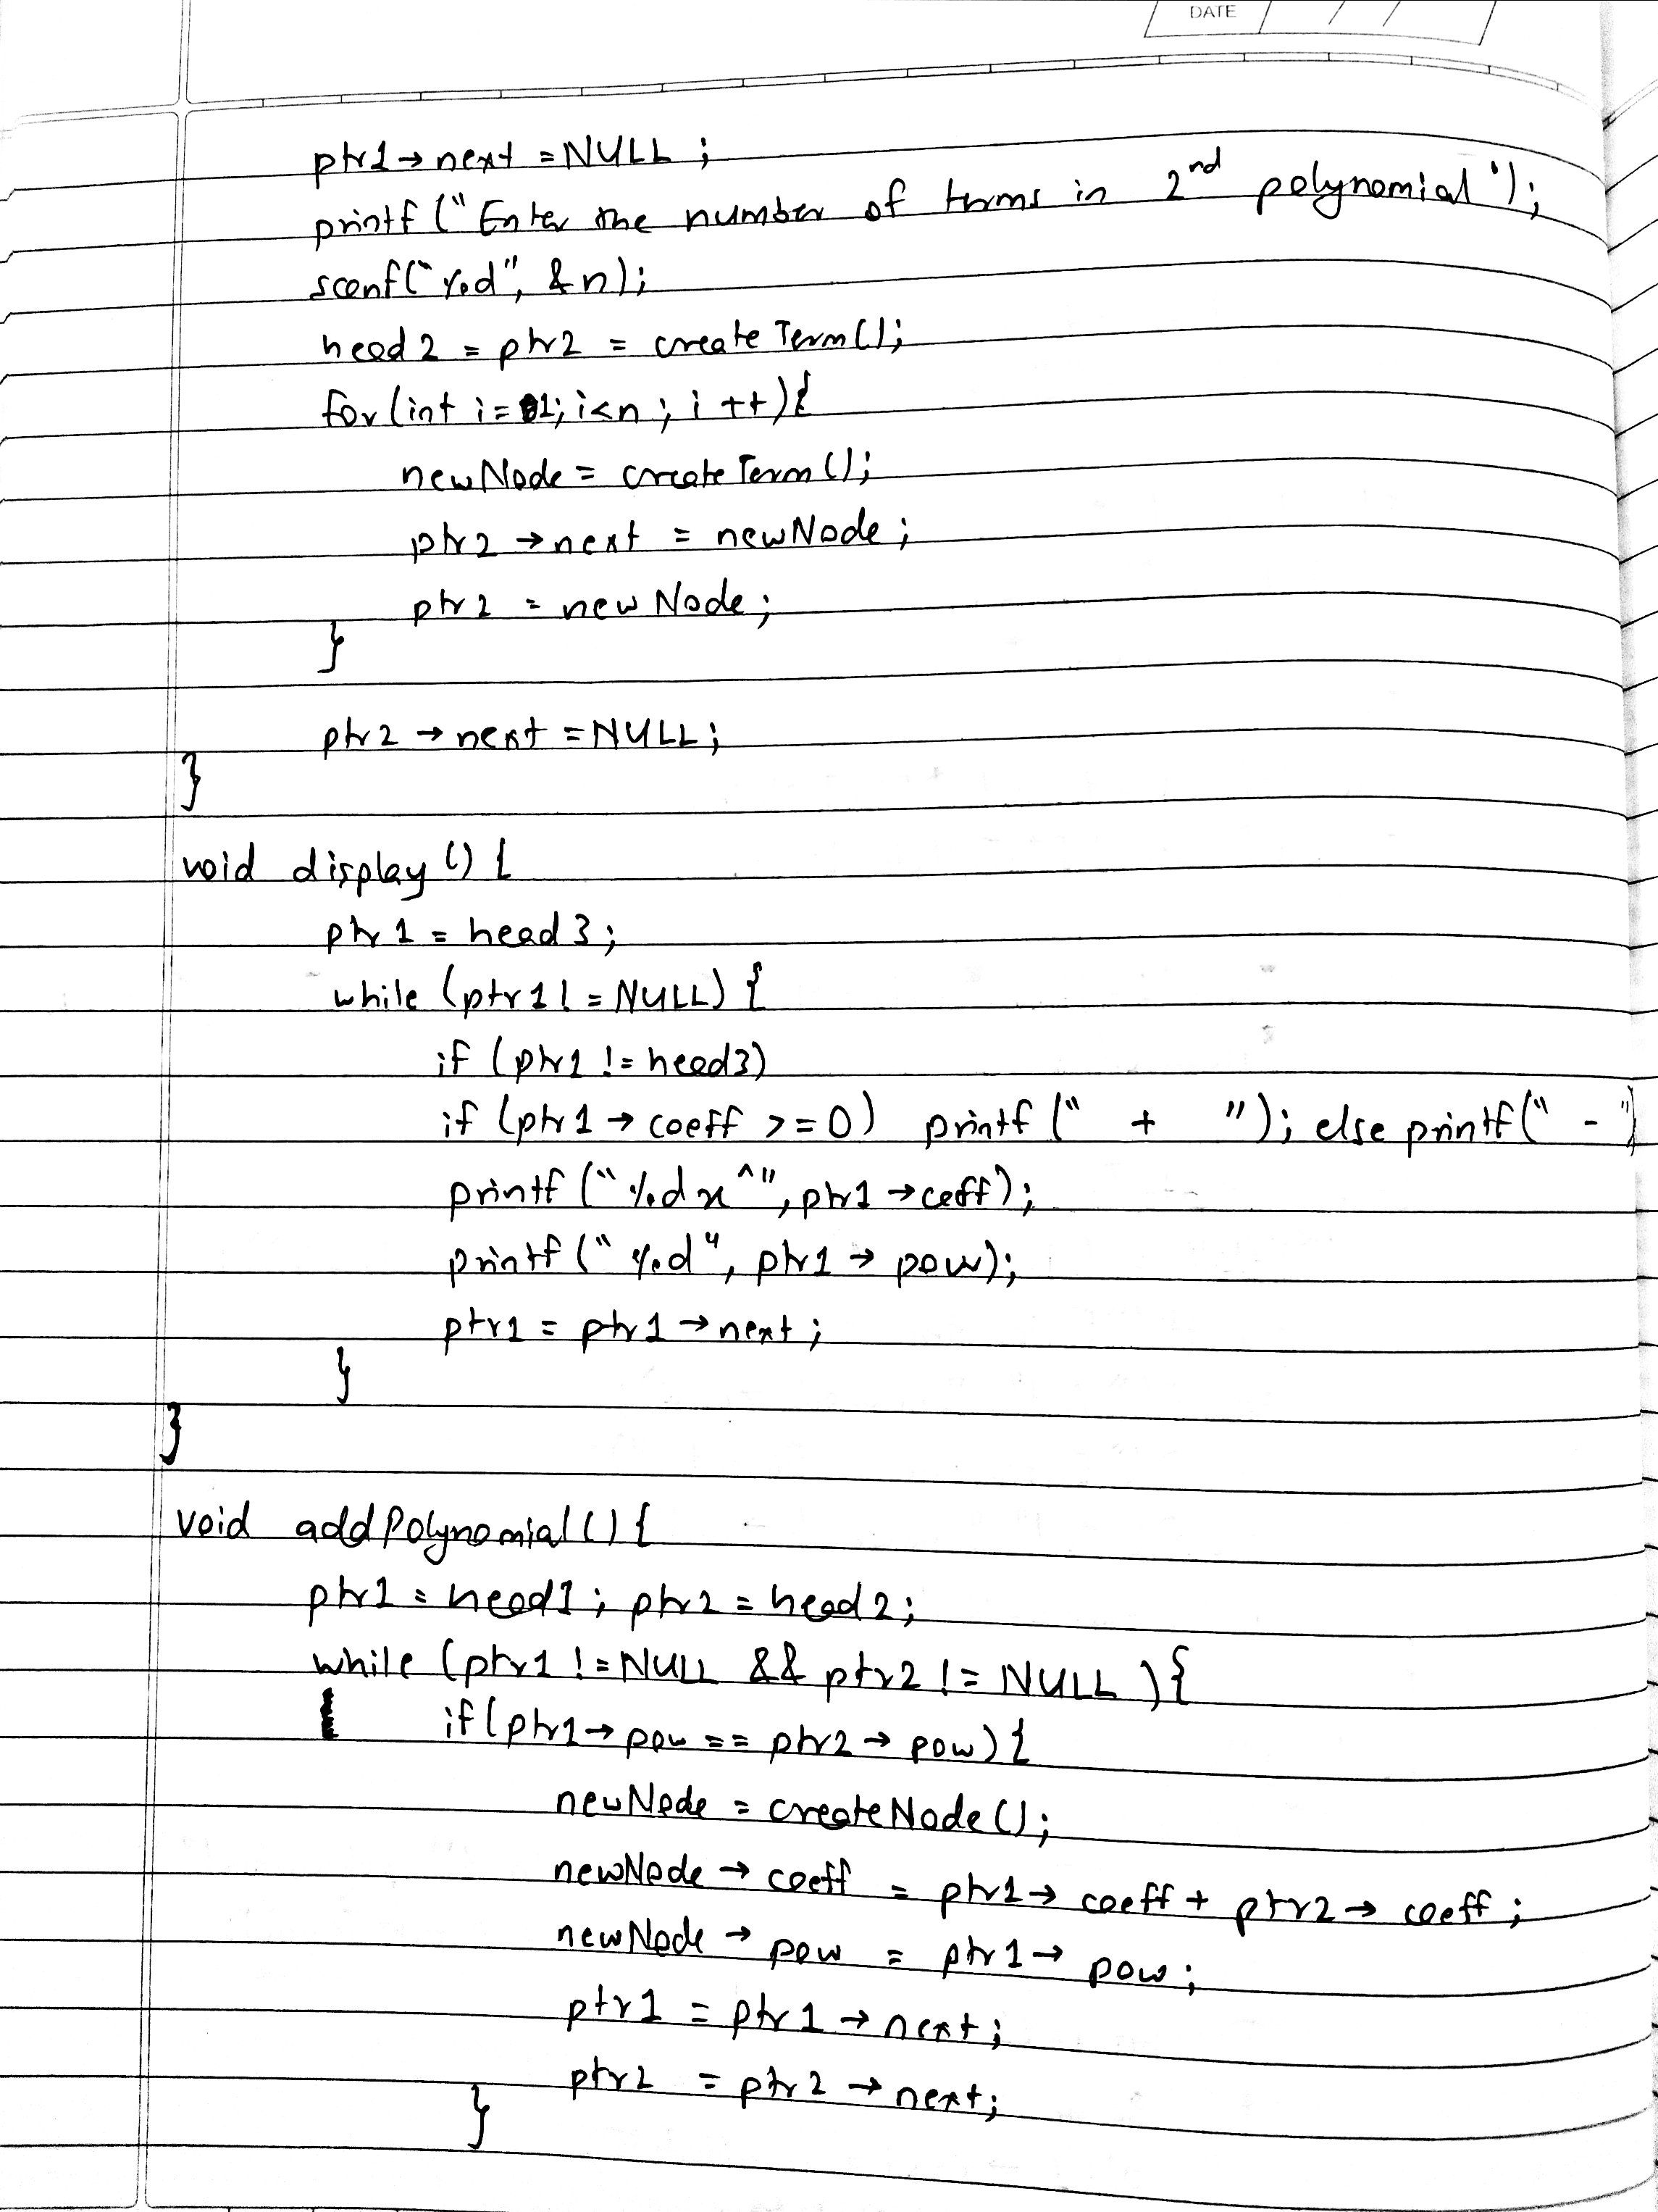 DATE / / /
ptr1→next = NULL;
printf("Enter the number of terms in 2nd polynomial");
scanf("%d", &n);
head2 = ptr2 = createTerm();
for(int i=1; i<n; i++){
newNode = createTerm();
ptr2→next = newNode;
ptr2 = newNode;
}
ptr2→next = NULL;
}
void display(){
ptr1 = head3;
while (ptr1 != NULL) {
if (ptr1 != head3)
if (ptr1→coeff >= 0) printf(" + "); else printf(" - ")
printf("%dx^", ptr1→ceff);
printf("%d", ptr1→pow);
ptr1 = ptr1→next;
}
}
void addPolynomial(){
ptr1 = head1; ptr2 = head2;
while (ptr1 != NULL && ptr2 != NULL){
if(ptr1→pow == ptr2→pow){
newNode = createNode();
newNode→coeff = ptr1→coeff + ptr2→coeff;
newNode→pow = ptr1→pow;
ptr1 = ptr1→next;
ptr2 = ptr2→next;
}